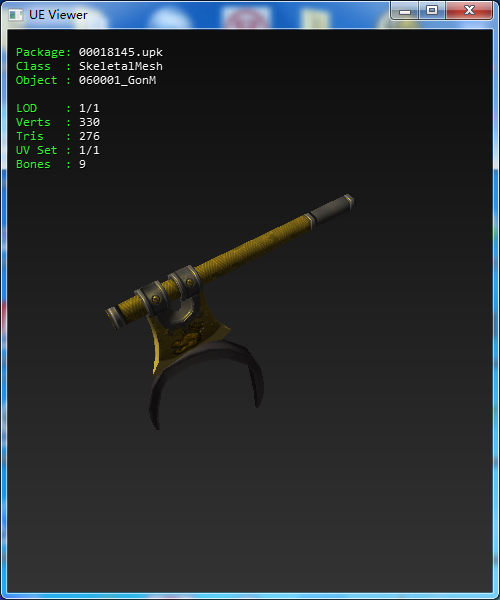 UE Viewer
Package: 00018145.upk
Class : SkeletalMesh
Object : 060001_GonM
LOD : 1/1
Verts : 330
Tris : 276
UV Set : 1/1
Bones : 9